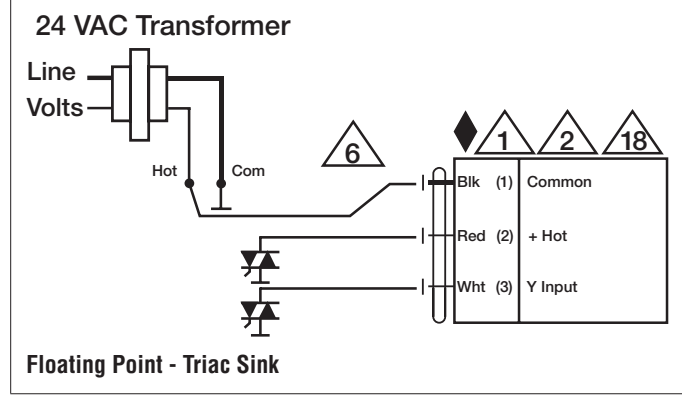 24 VAC Transformer
Line
Volts
Hot Com
6
1 2 18
Blk (1) Common
Red (2) + Hot
Wht (3) Y Input
Floating Point - Triac Sink